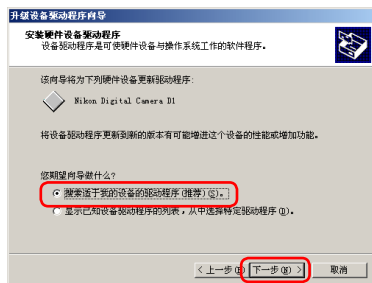 升级设备驱动程序向导
安装硬件设备驱动程序
设备驱动程序是可使硬件设备与操作系统工作的软件程序。
该向导将为下列硬件设备更新驱动程序:
Nikon Digital Camera D1
将设备驱动程序更新到新的版本有可能增进这个设备的性能或增加功能。
您期望向导做什么?
搜索适于我的设备的驱动程序(推荐)(S)。
显示已知设备驱动程序的列表，从中选择特定驱动程序(D)。
<上一步(B) 下一步(N)> 取消